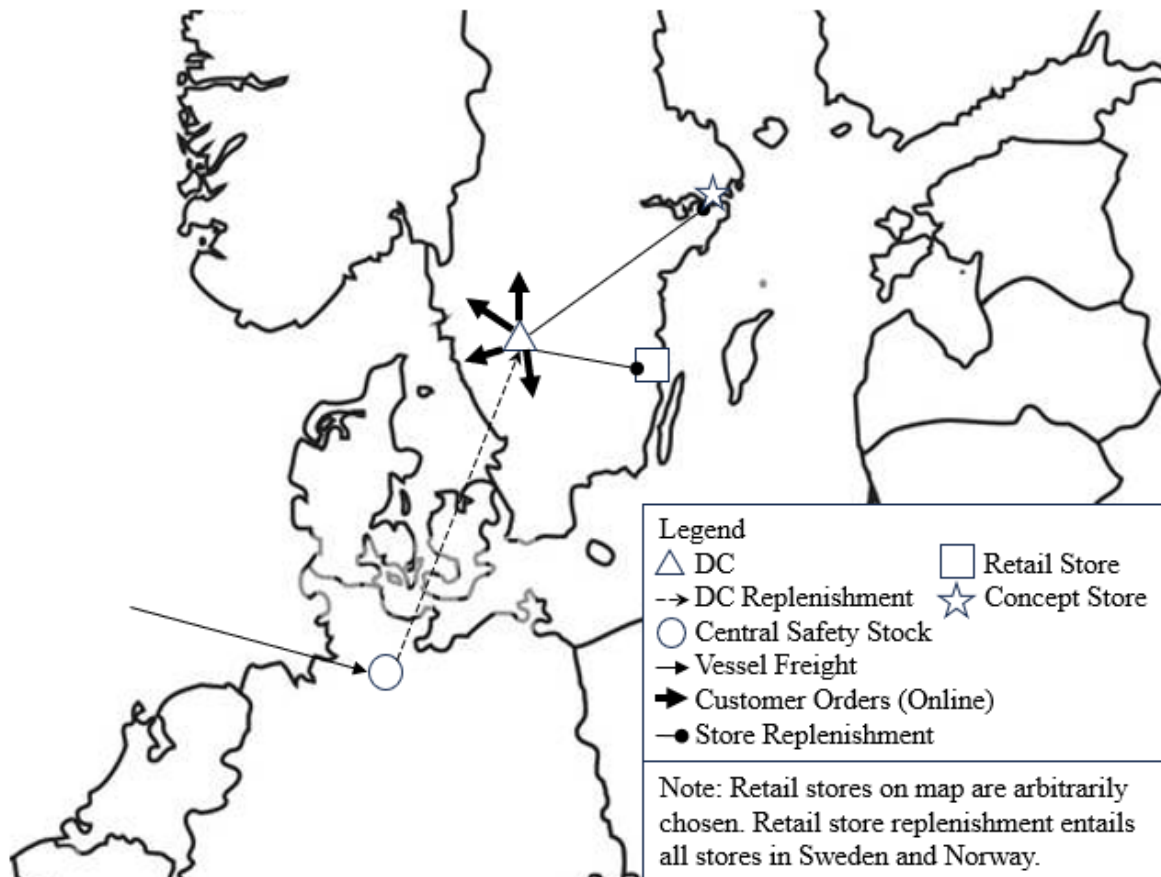 Legend
DC
Retail Store
DC Replenishment
Concept Store
Central Safety Stock
Vessel Freight
Customer Orders (Online)
Store Replenishment
Note: Retail stores on map are arbitrarily
chosen. Retail store replenishment entails
all stores in Sweden and Norway.